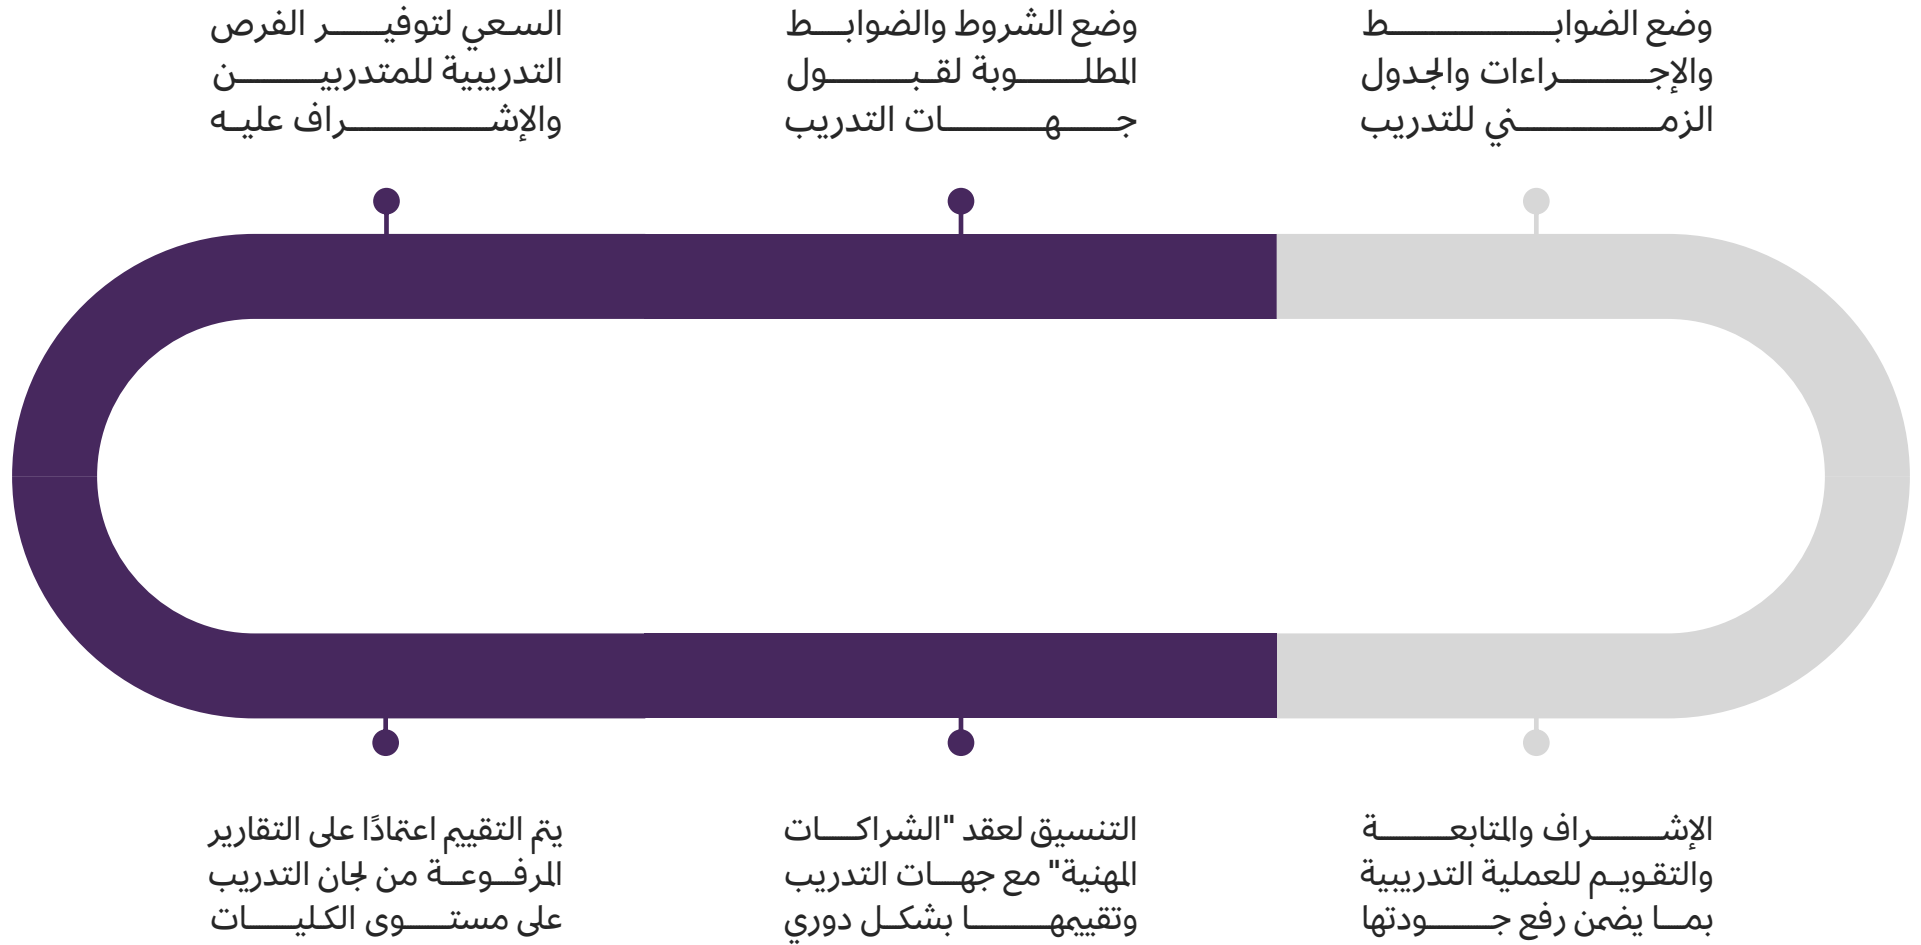 وضع الضوابط
والإجراءات والجدول
الزمني للتدريب
وضع الشروط والضوابط
المطلوبة لقبول
جهات التدريب
السعي لتوفير الفرص
التدريبية للمتدربين
والإشراف عليه
الإشراف والمتابعة
والتقويم للعملية التدريبية
بما يضمن رفع جودتها
التنسيق لعقد "الشراكات
المهنية" مع جهات التدريب
وتقييمها بشكل دوري
يتم التقييم اعتمادًا على التقارير
المرفوعة من لجان التدريب
على مستوى الكليات